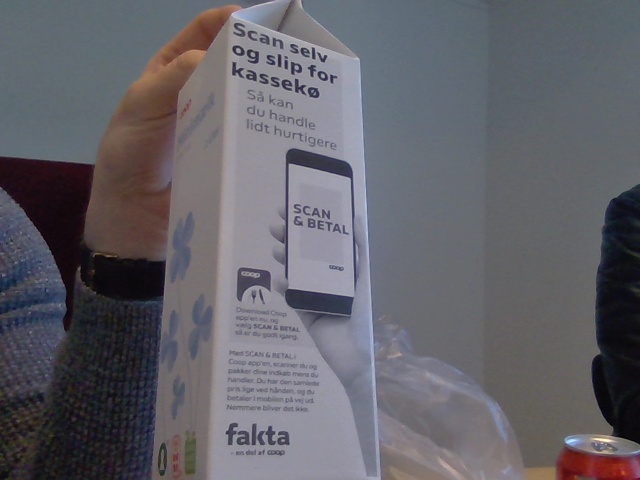 Scan selv
og slip for
kassekø
Så kan
du handle
lidt hurtigere
SCAN
& BETAL
coop
coop
Download Coop
app'en nu, og
vælg SCAN & BETAL
så er du godt igang.
Med SCAN & BETAL i
Coop app'en, scanner du og
pakker dine indkøb mens du
handler. Du har den samlede
pris lige ved hånden, og du
betaler i mobilen på vej ud.
Nemmere bliver det ikke.
fakta
- en del af coop